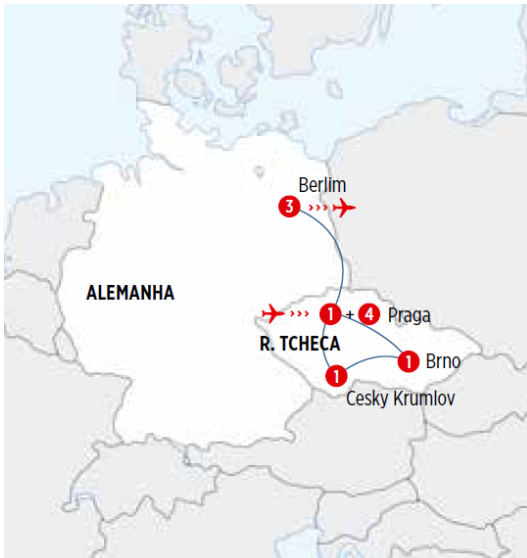 Berlim
3
ALEMANHA
1 + 4 Praga
R. TCHECA
1 Brno
1
Cesky Krumlov